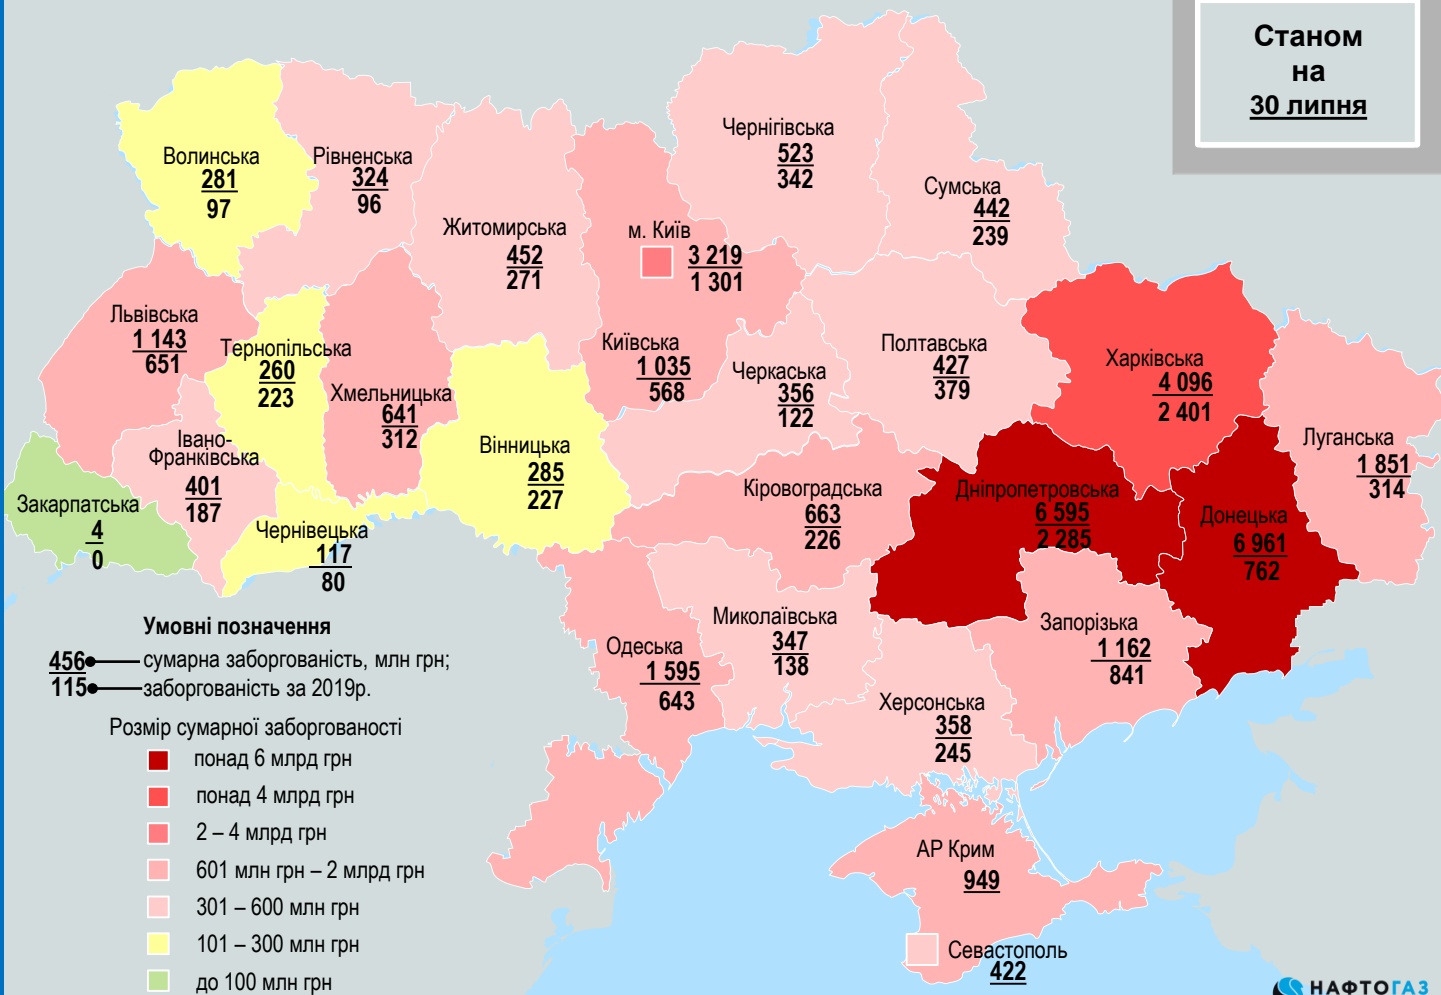 Станом
на
30 липня
Волинська
281
97
Рівненська
324
96
Житомирська
452
271
м. Київ
3 219
1 301
Чернігівська
523
342
Сумська
442
239
Львівська
1 143
651
Тернопільська
260
223
Хмельницька
641
312
Київська
1 035
568
Черкаська
356
122
Полтавська
427
379
Харківська
4 096
2 401
Луганська
1 851
314
Івано-
Франківська
401
187
Закарпатська
4
0
Чернівецька
117
80
Вінницька
285
227
Кіровоградська
663
226
Дніпропетровська
6 595
2 285
Донецька
6 961
762
Одеська
1 595
643
Миколаївська
347
138
Запорізька
1 162
841
Херсонська
358
245
АР Крим
949
Севастополь
422
Умовні позначення
456 сумарна заборгованість, млн грн;
115 заборгованість за 2019р.
Розмір сумарної заборгованості
понад 6 млрд грн
понад 4 млрд грн
2 – 4 млрд грн
601 млн грн – 2 млрд грн
301 – 600 млн грн
101 – 300 млн грн
до 100 млн грн
НАФТОГАЗ